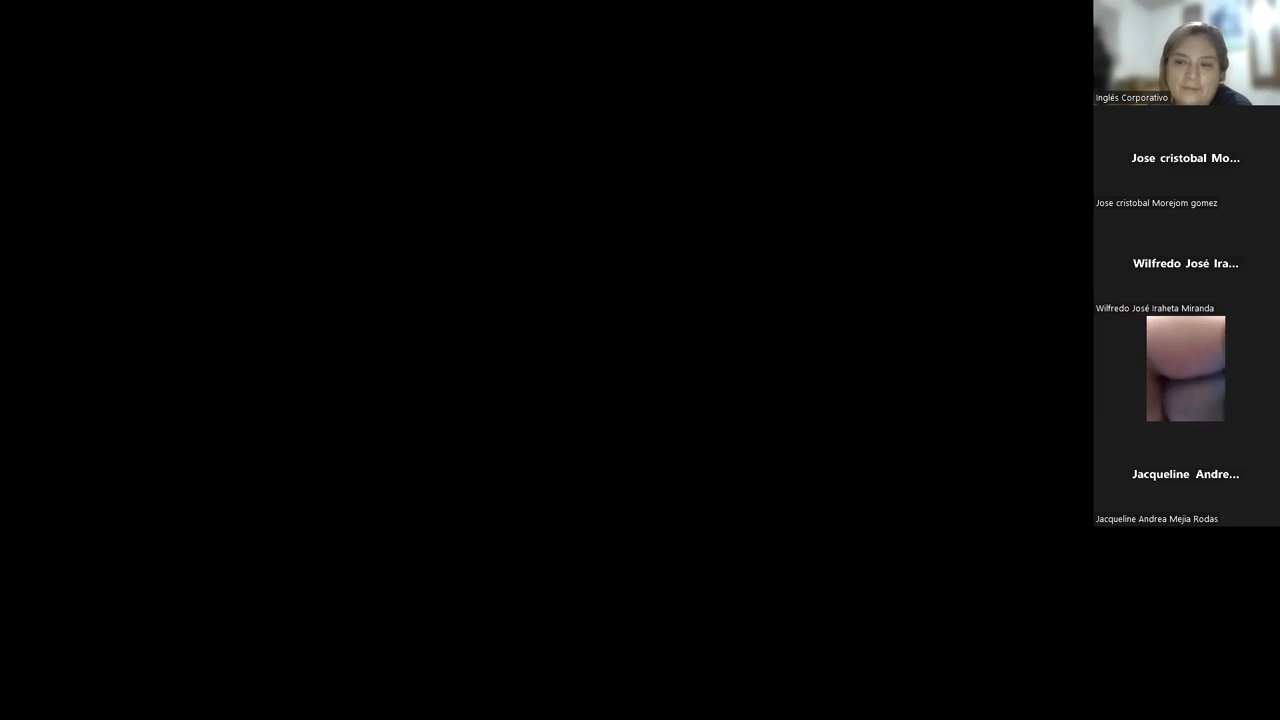 Inglés Corporativo
Jose cristobal Mo...
Jose cristobal Morejom gomez
Wilfredo José Ira...
Wilfredo José Iraheta Miranda
Jacqueline Andre...
Jacqueline Andrea Mejia Rodas